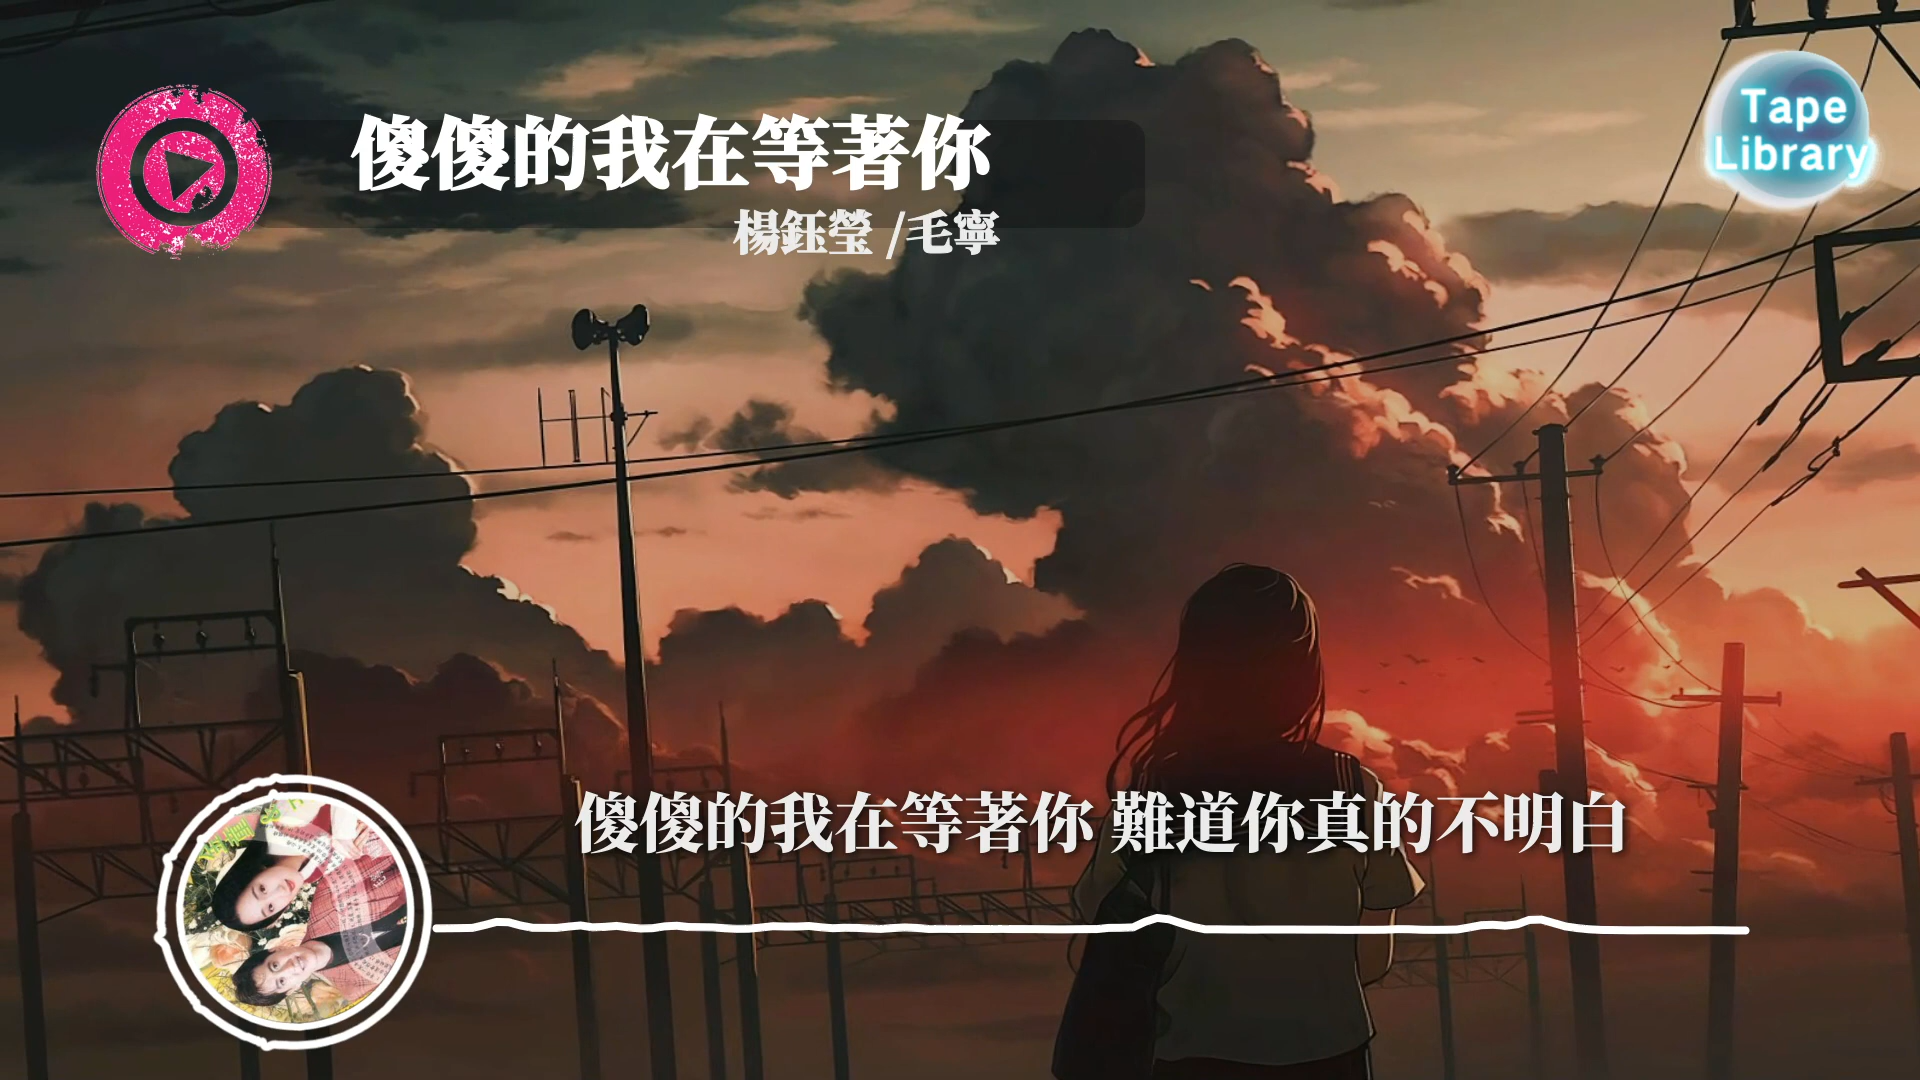 傻傻的我在等著你
楊鈺瑩 /毛寧
Tape
Library
傻傻的我在等著你 難道你真的不明白